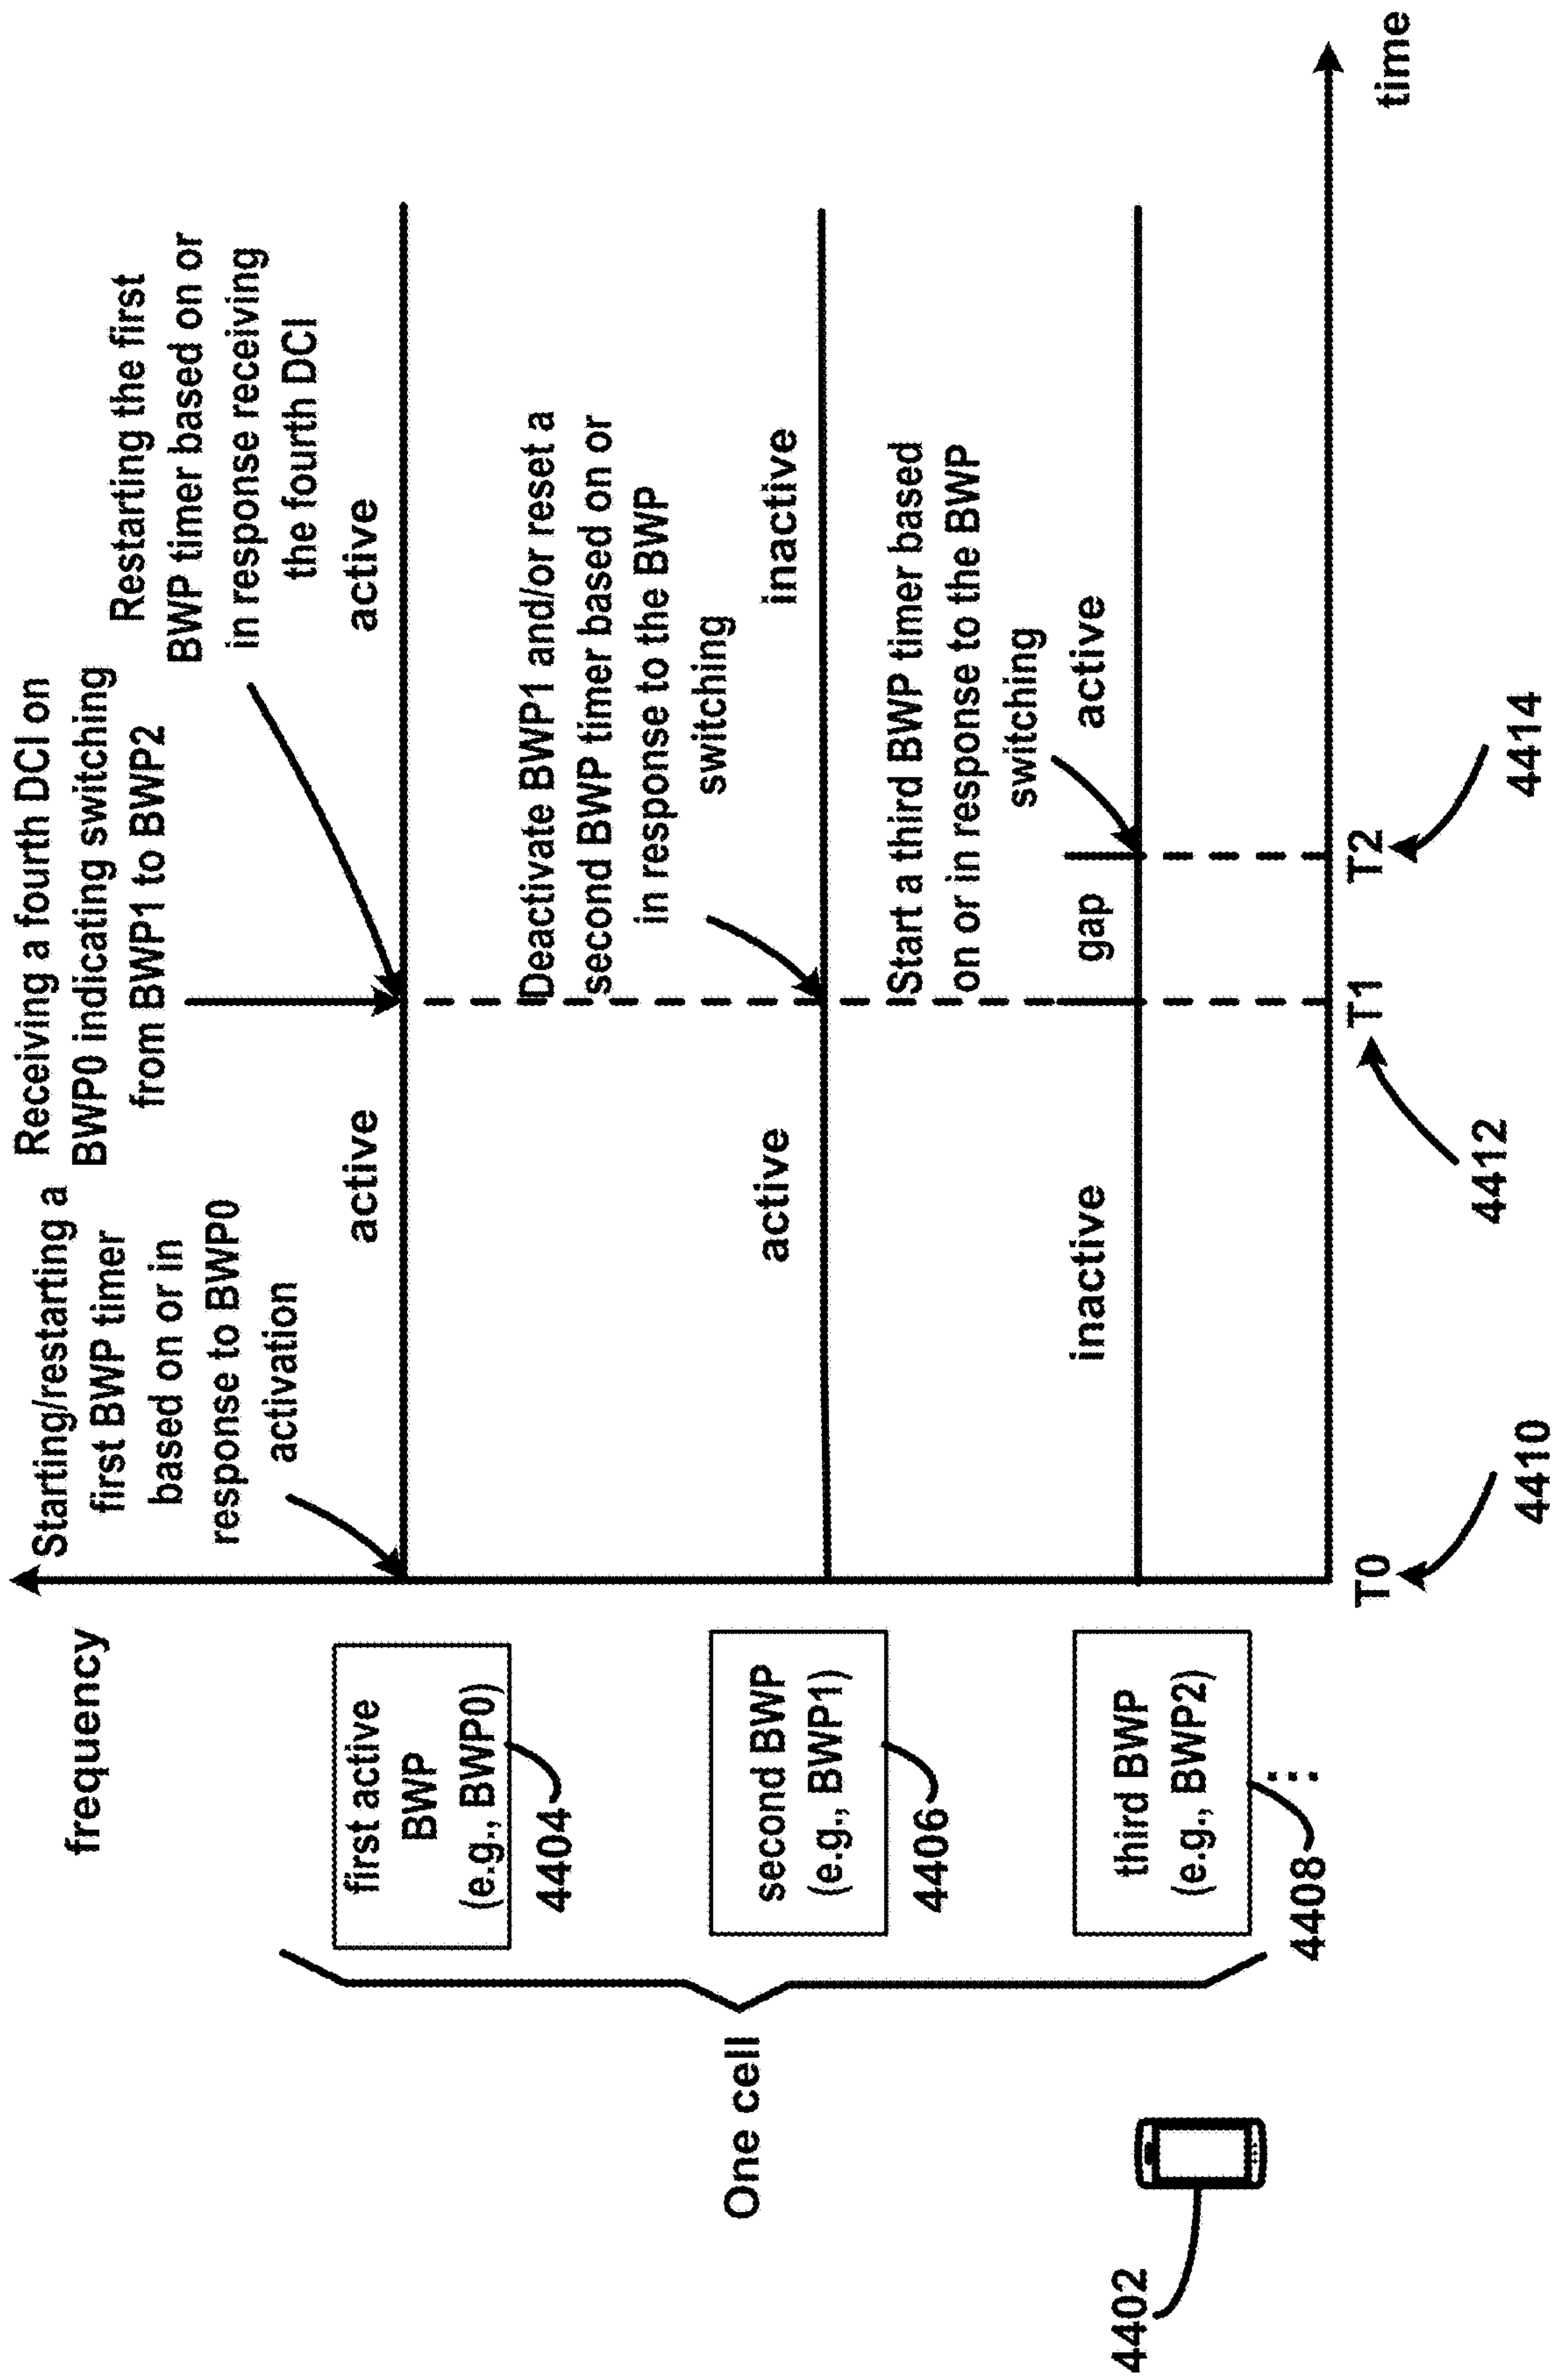 frequency
Starting/restarting a
first BWP timer
based on or in
response to BWP0
activation
Receiving a fourth DCI on
BWP0 indicating switching
from BWP1 to BWP2
Restarting the first
BWP timer based on or
in response receiving
the fourth DCI
first active
BWP
(e.g., BWP0)
4404
active
active
One cell
second BWP
(e.g., BWP1)
4406
active
Deactivate BWP1 and/or reset a
second BWP timer based on or
in response to the BWP
switching
inactive
third BWP
(e.g., BWP2)
4408
⋮
inactive
Start a third BWP timer based
on or in response to the BWP
switching
gap
active
4402
T0
T1
T2
time
4410
4412
4414